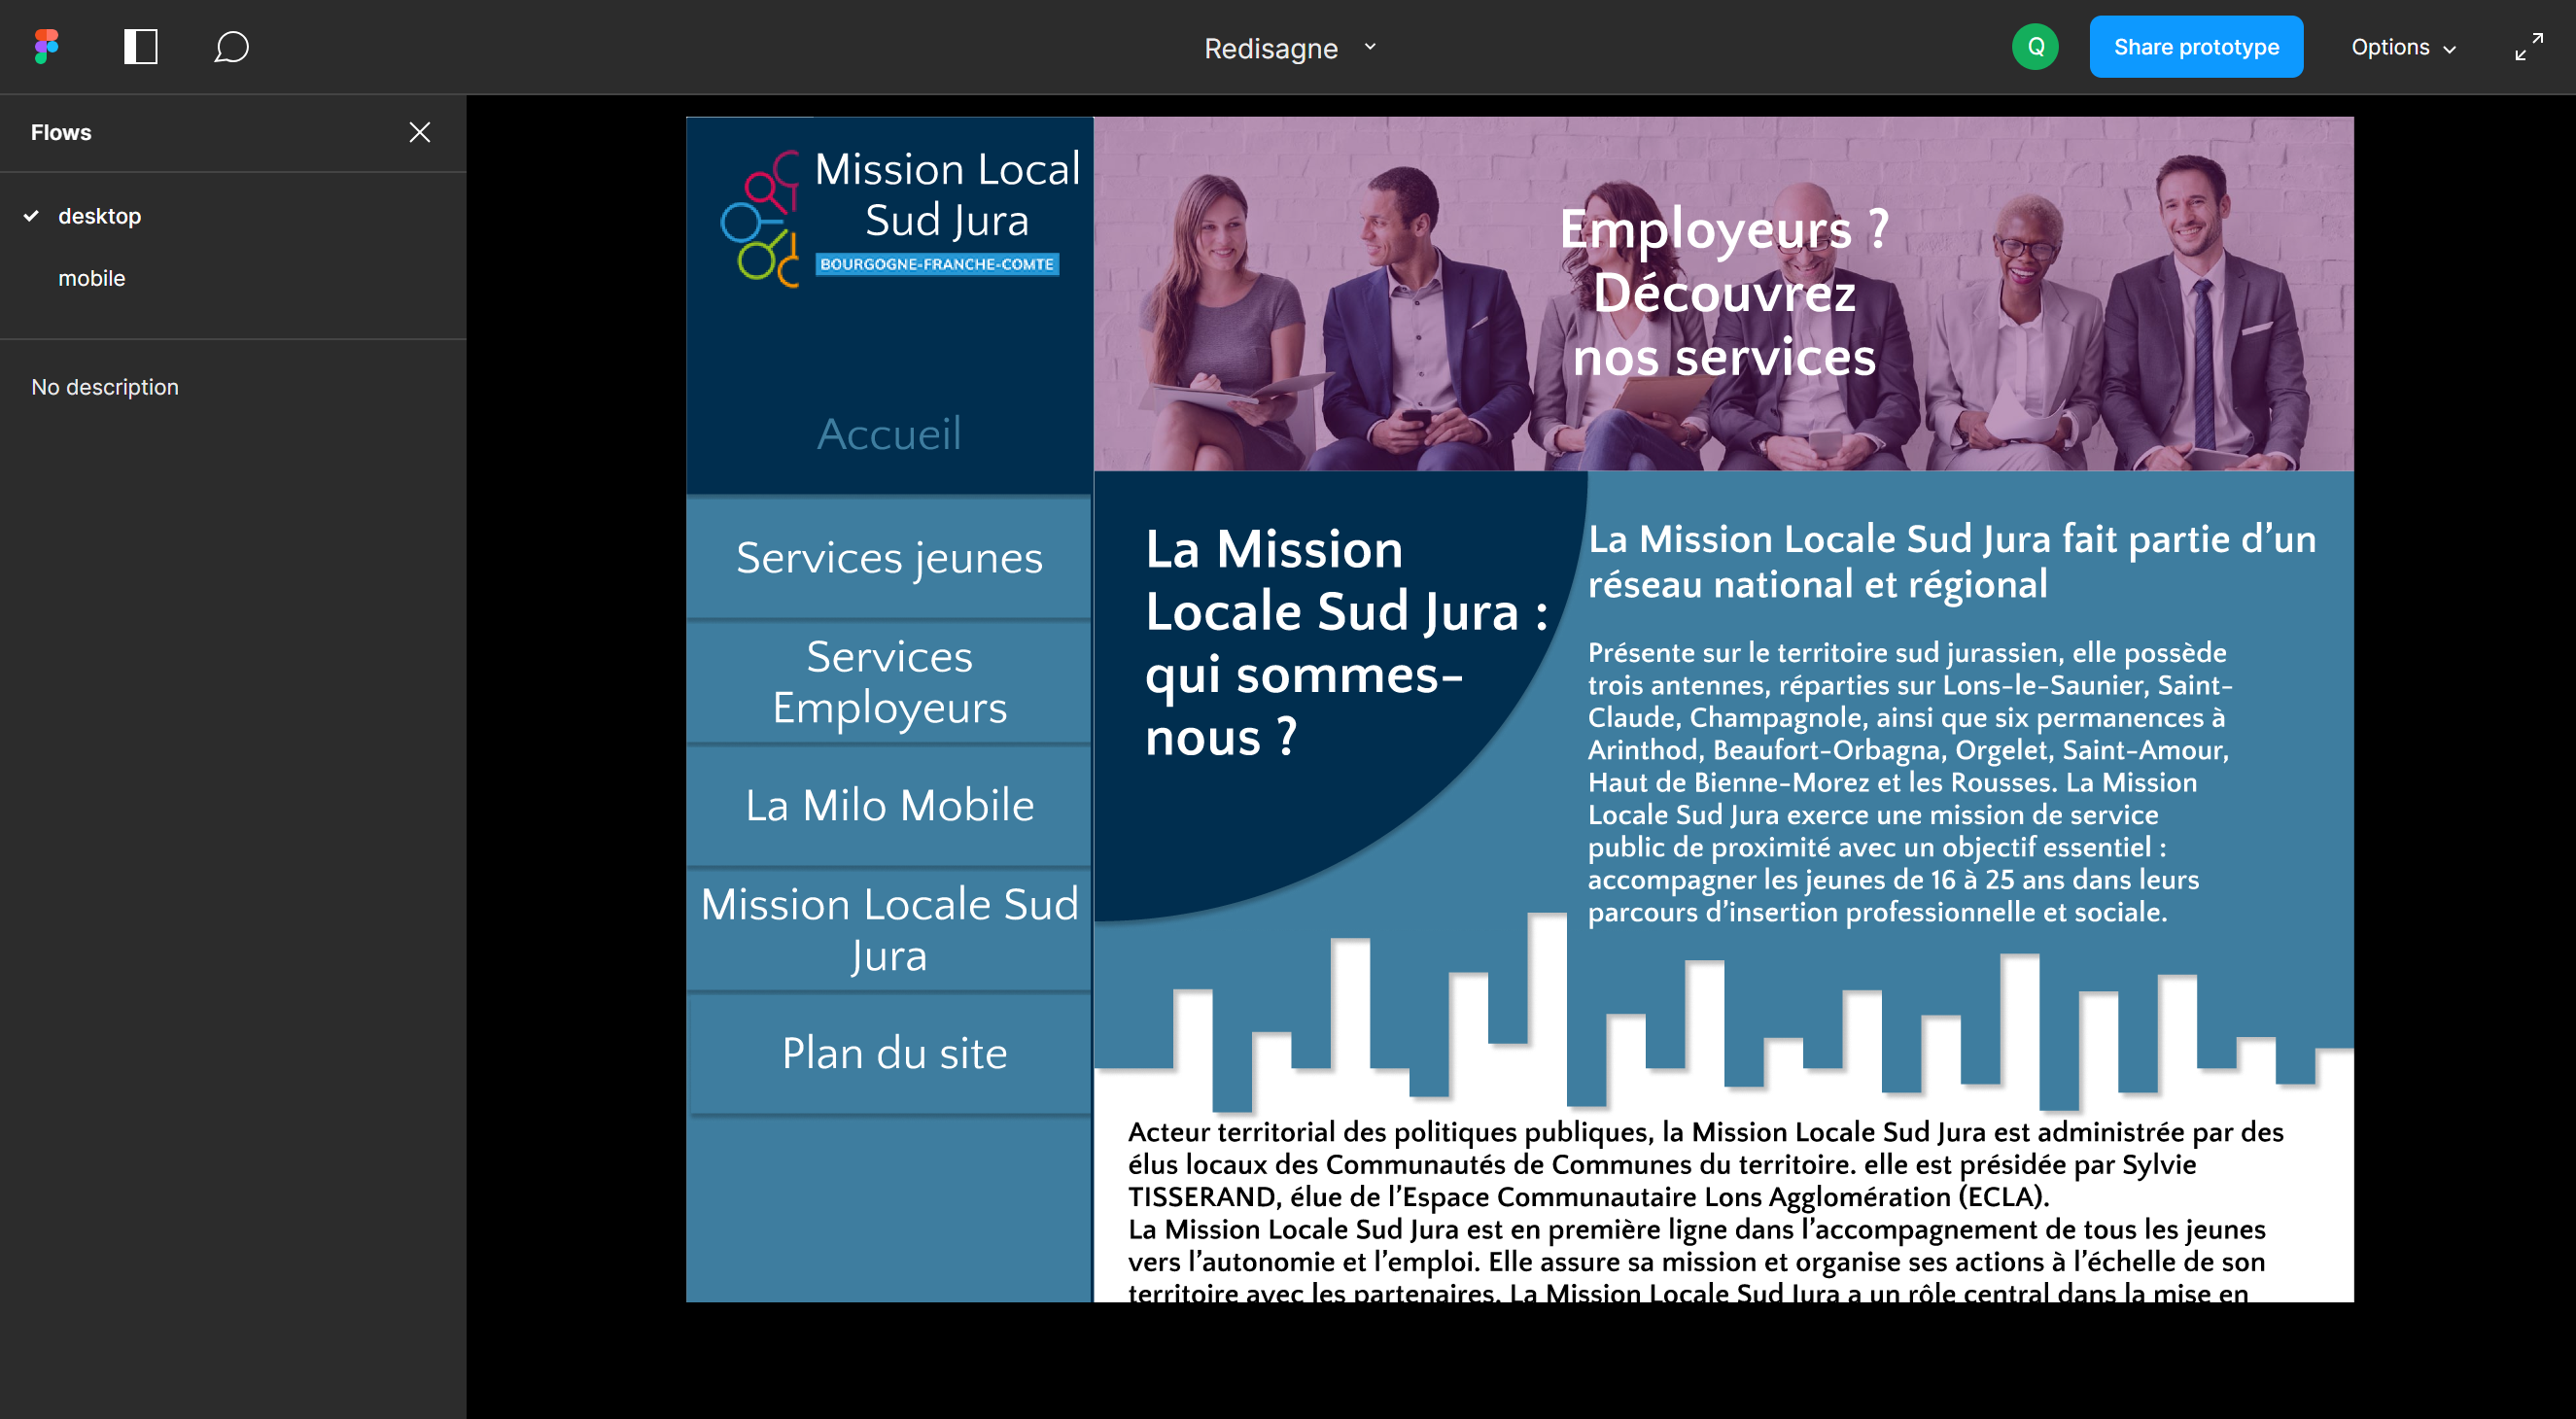 Redisagne
Q
Share prototype
Options
Flows
desktop
mobile
No description
Mission Local
Sud Jura
BOURGOGNE-FRANCHE-COMTE
Accueil
Services jeunes
Services
Employeurs
La Milo Mobile
Mission Locale Sud
Jura
Plan du site
Employeurs ?
Découvrez
nos services
La Mission
Locale Sud Jura :
qui sommes-
nous ?
La Mission Locale Sud Jura fait partie d’un
réseau national et régional
Présente sur le territoire sud jurassien, elle possède
trois antennes, réparties sur Lons-le-Saunier, Saint-
Claude, Champagnole, ainsi que six permanences à
Arinthod, Beaufort-Orbagna, Orgelet, Saint-Amour,
Haut de Bienne-Morez et les Rousses. La Mission
Locale Sud Jura exerce une mission de service
public de proximité avec un objectif essentiel :
accompagner les jeunes de 16 à 25 ans dans leurs
parcours d’insertion professionnelle et sociale.
Acteur territorial des politiques publiques, la Mission Locale Sud Jura est administrée par des
élus locaux des Communautés de Communes du territoire. elle est présidée par Sylvie
TISSERAND, élue de l’Espace Communautaire Lons Agglomération (ECLA).
La Mission Locale Sud Jura est en première ligne dans l’accompagnement de tous les jeunes
vers l’autonomie et l’emploi. Elle assure sa mission et organise ses actions à l’échelle de son
territoire avec les partenaires. La Mission Locale Sud Jura a un rôle central dans la mise en